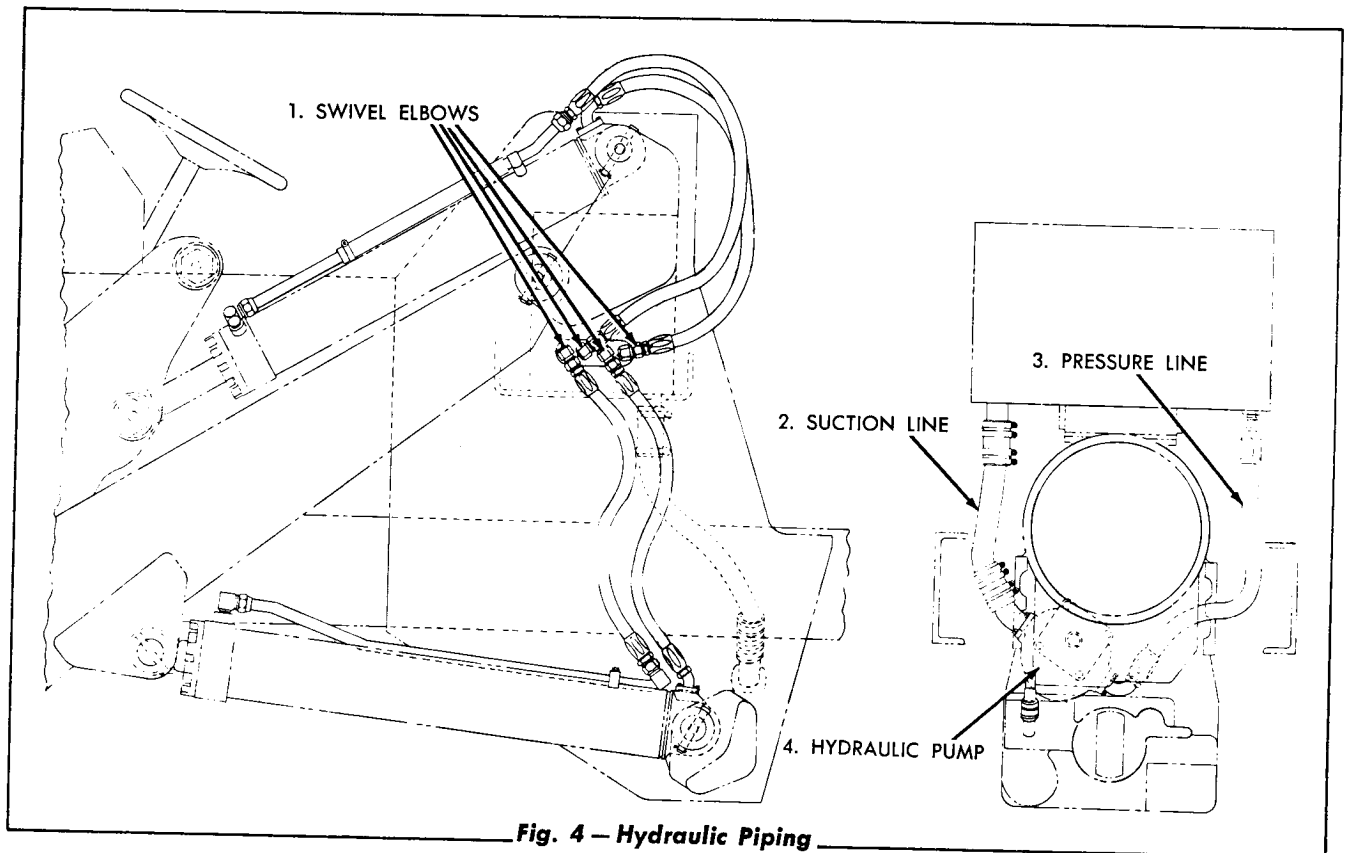 1. SWIVEL ELBOWS
3. PRESSURE LINE
2. SUCTION LINE
4. HYDRAULIC PUMP
Fig. 4 — Hydraulic Piping